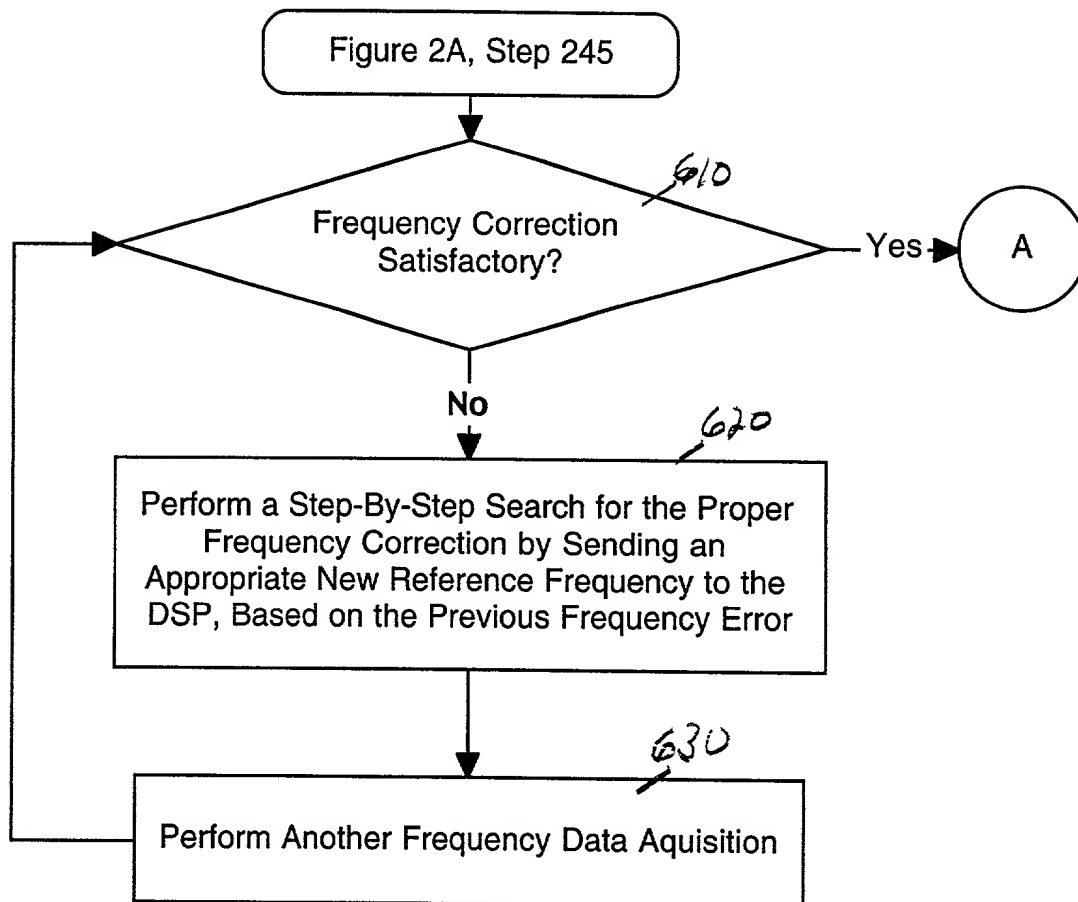 Figure 2A, Step 245
610
Frequency Correction
Satisfactory?
Yes
A
No
620
Perform a Step-By-Step Search for the Proper
Frequency Correction by Sending an
Appropriate New Reference Frequency to the
DSP, Based on the Previous Frequency Error
630
Perform Another Frequency Data Aquisition